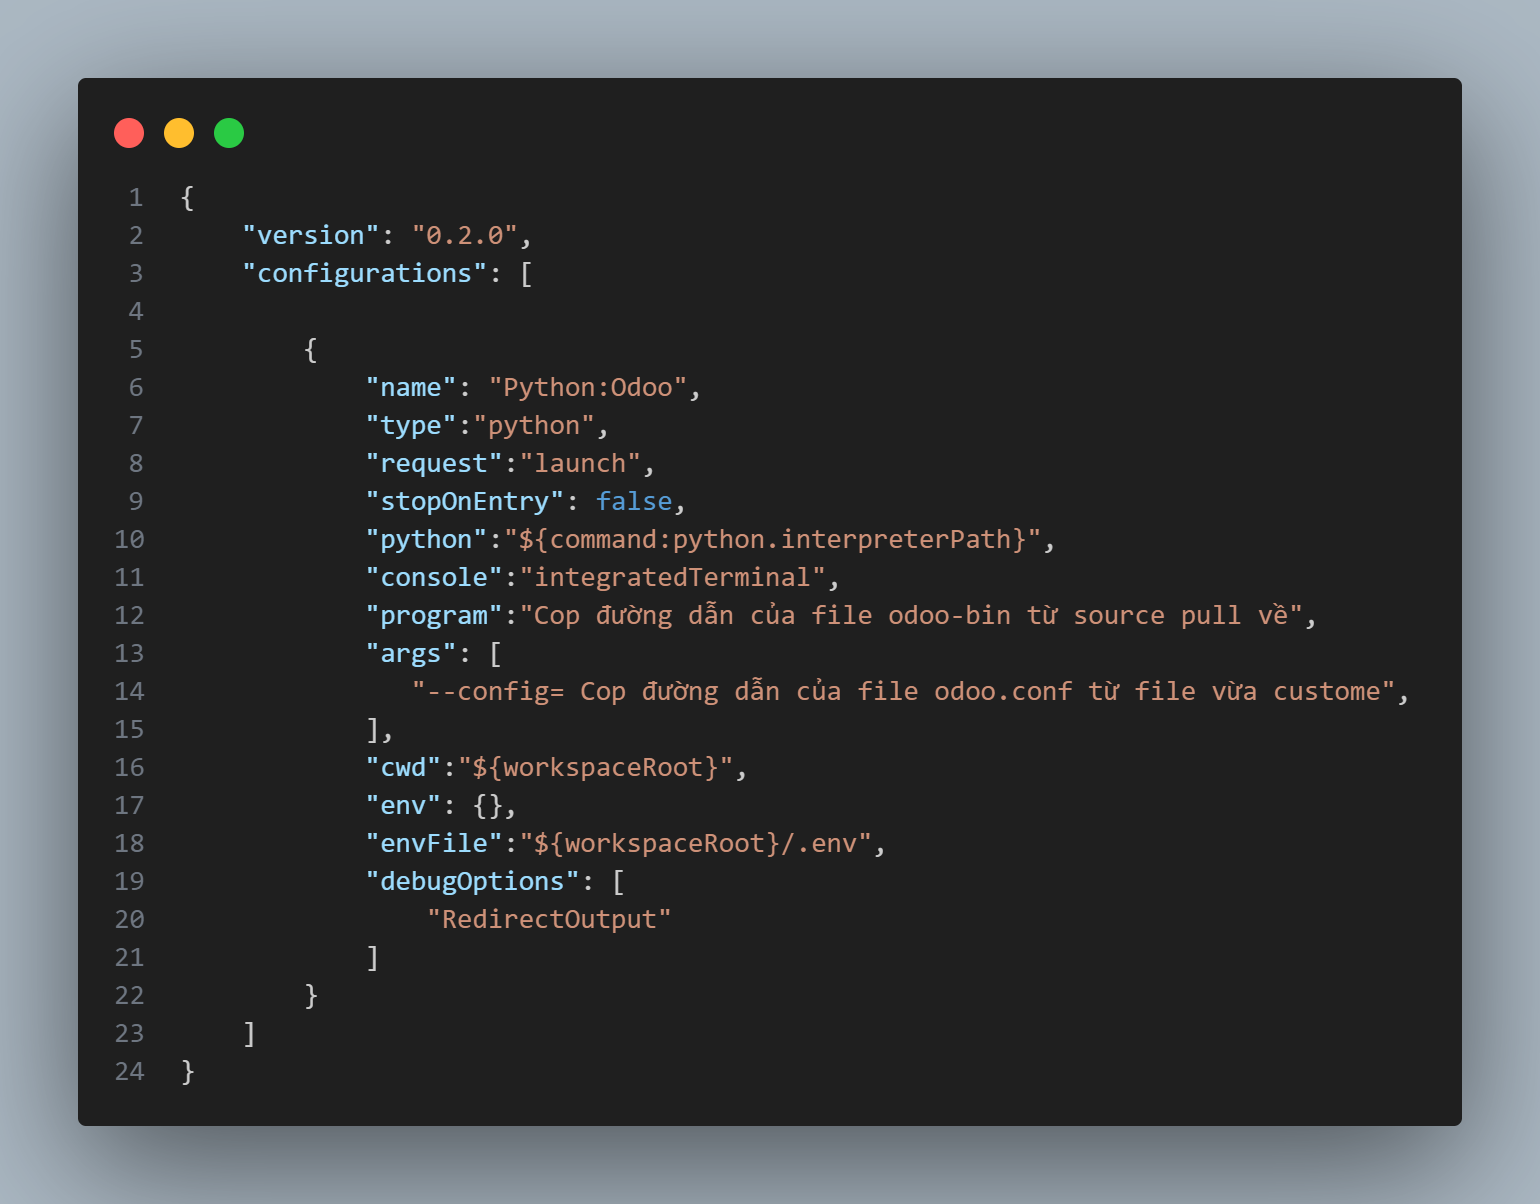 1 {
2 "version": "0.2.0",
3 "configurations": [
4
5 {
6 "name": "Python:Odoo",
7 "type":"python",
8 "request":"launch",
9 "stopOnEntry": false,
10 "python":"${command:python.interpreterPath}",
11 "console":"integratedTerminal",
12 "program":"Cop đường dẫn của file odoo-bin từ source pull về",
13 "args": [
14 "--config= Cop đường dẫn của file odoo.conf từ file vừa custome",
15 ],
16 "cwd":"${workspaceRoot}",
17 "env": {},
18 "envFile":"${workspaceRoot}/.env",
19 "debugOptions": [
20 "RedirectOutput"
21 ]
22 }
23 ]
24 }